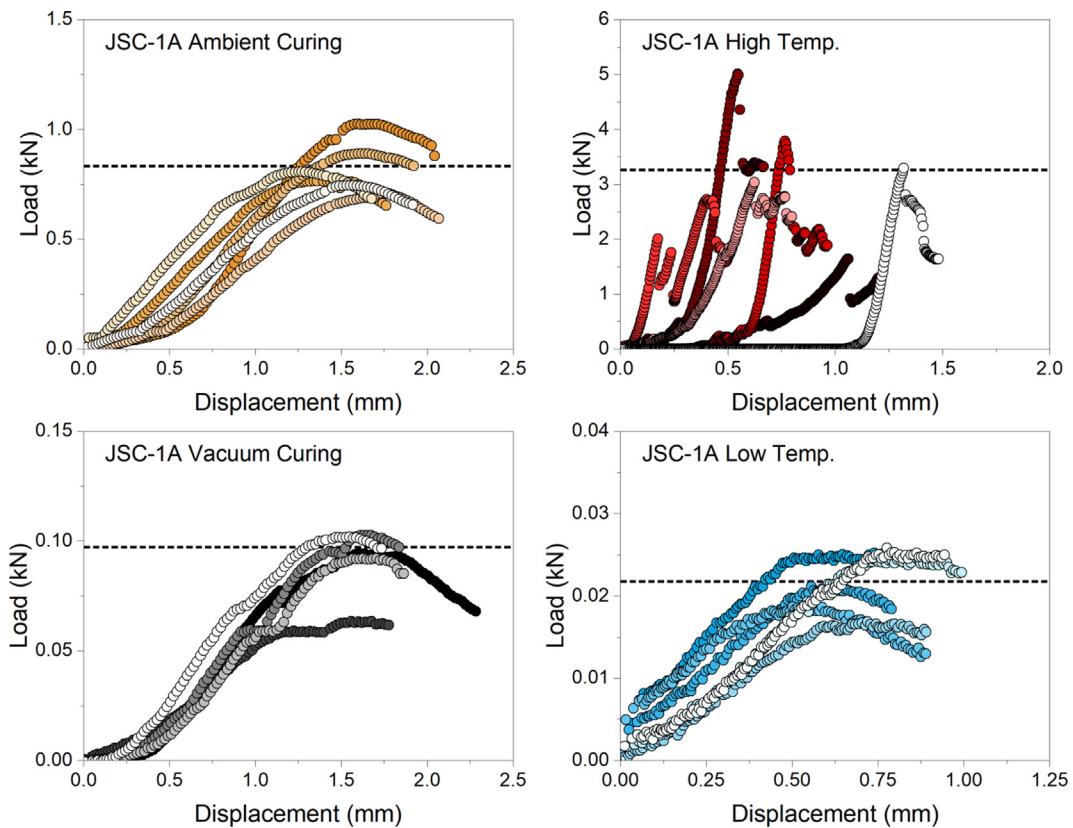 JSC-1A Ambient Curing
1.5
1.0
0.5
0.0
Load (kN)
0.0 0.5 1.0 1.5 2.0 2.5
Displacement (mm)
JSC-1A High Temp.
6
5
4
3
2
1
0
Load (kN)
0.0 0.5 1.0 1.5 2.0
Displacement (mm)
JSC-1A Vacuum Curing
0.15
0.10
0.05
0.00
Load (kN)
0.0 0.5 1.0 1.5 2.0 2.5
Displacement (mm)
JSC-1A Low Temp.
0.04
0.03
0.02
0.01
0.00
Load (kN)
0.00 0.25 0.50 0.75 1.00 1.25
Displacement (mm)